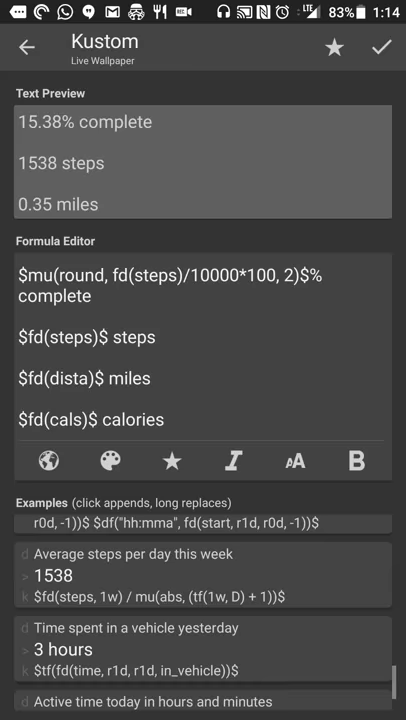 83% 1:14
Kustom
Live Wallpaper
Text Preview
15.38% complete
1538 steps
0.35 miles
Formula Editor
$mu(round, fd(steps)/10000*100, 2)$%
complete
$fd(steps)$ steps
$fd(dista)$ miles
$fd(cals)$ calories
Examples (click appends, long replaces)
r0d, -1))$ $df("hh:mma", fd(start, r1d, r0d, -1))$
d Average steps per day this week
> 1538
k $fd(steps, 1w) / mu(abs, (tf(1w, D) + 1))$
d Time spent in a vehicle yesterday
> 3 hours
k $tf(fd(time, r1d, r1d, in_vehicle))$
d Active time today in hours and minutes